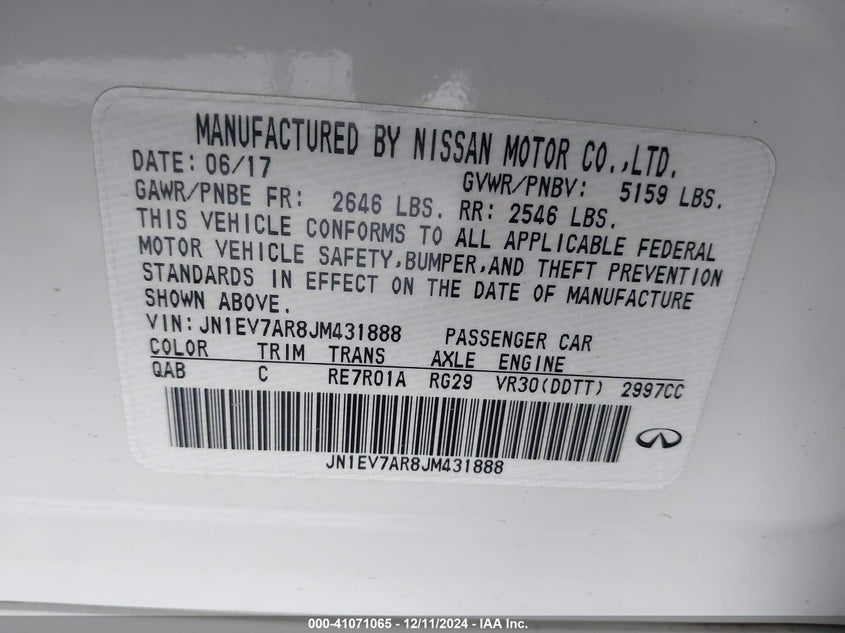 MANUFACTURED BY NISSAN MOTOR CO.,LTD.
DATE: 06/17 GVWR/PNBV: 5159 LBS.
GAWR/PNBE FR: 2646 LBS. RR: 2546 LBS.
THIS VEHICLE CONFORMS TO ALL APPLICABLE FEDERAL
MOTOR VEHICLE SAFETY,BUMPER,AND THEFT PREVENTION
STANDARDS IN EFFECT ON THE DATE OF MANUFACTURE
SHOWN ABOVE.
VIN: JN1EV7AR8JM431888 PASSENGER CAR
COLOR TRIM TRANS AXLE ENGINE
QAB C RE7R01A RG29 VR30(DDTT) 2997CC
JN1EV7AR8JM431888
000-41071065 - 12/11/2024 - IAA Inc.